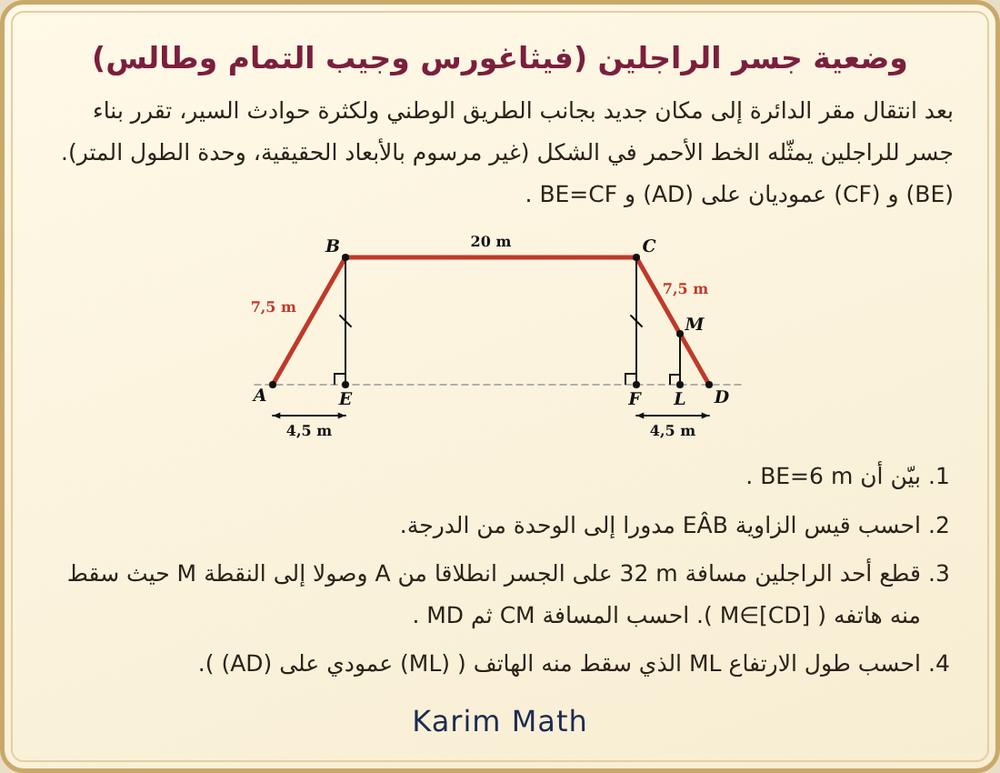 وضعية جسر الراجلين (فيثاغورس وجيب التمام وطالس)
بعد انتقال مقر الدائرة إلى مكان جديد بجانب الطريق الوطني ولكثرة حوادث السير، تقرر بناء
جسر للراجلين يمثّله الخط الأحمر في الشكل (غير مرسوم بالأبعاد الحقيقية، وحدة الطول المتر).
(BE) و (CF) عموديان على (AD) و BE=CF .
B
20 m
C
7,5 m
7,5 m
M
A
E
F
L
D
4,5 m
4,5 m
1. بيّن أن BE=6 m .
2. احسب قيس الزاوية EÂB مدورا إلى الوحدة من الدرجة.
3. قطع أحد الراجلين مسافة 32 m على الجسر انطلاقا من A وصولا إلى النقطة M حيث سقط
منه هاتفه ( M∈[CD] ). احسب المسافة CM ثم MD .
4. احسب طول الارتفاع ML الذي سقط منه الهاتف ( (ML) عمودي على (AD) ).
Karim Math